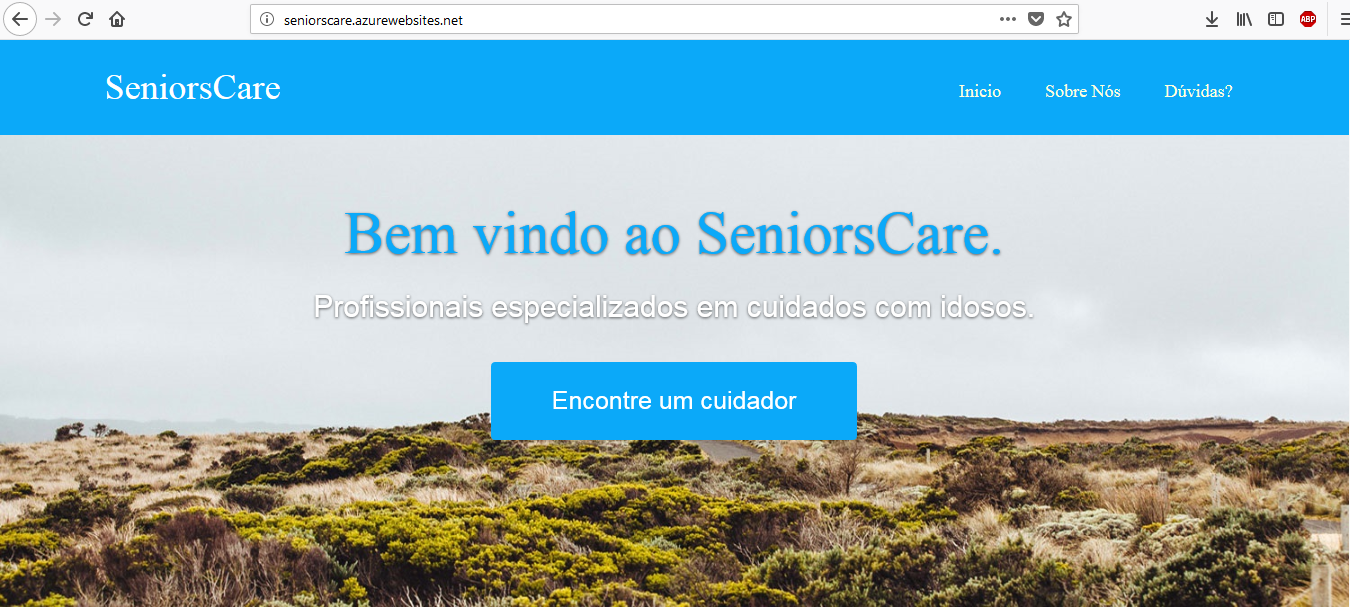 seniorscare.azurewebsites.net
ABP
SeniorsCare
Inicio Sobre Nós Dúvidas?
Bem vindo ao SeniorsCare.
Profissionais especializados em cuidados com idosos.
Encontre um cuidador